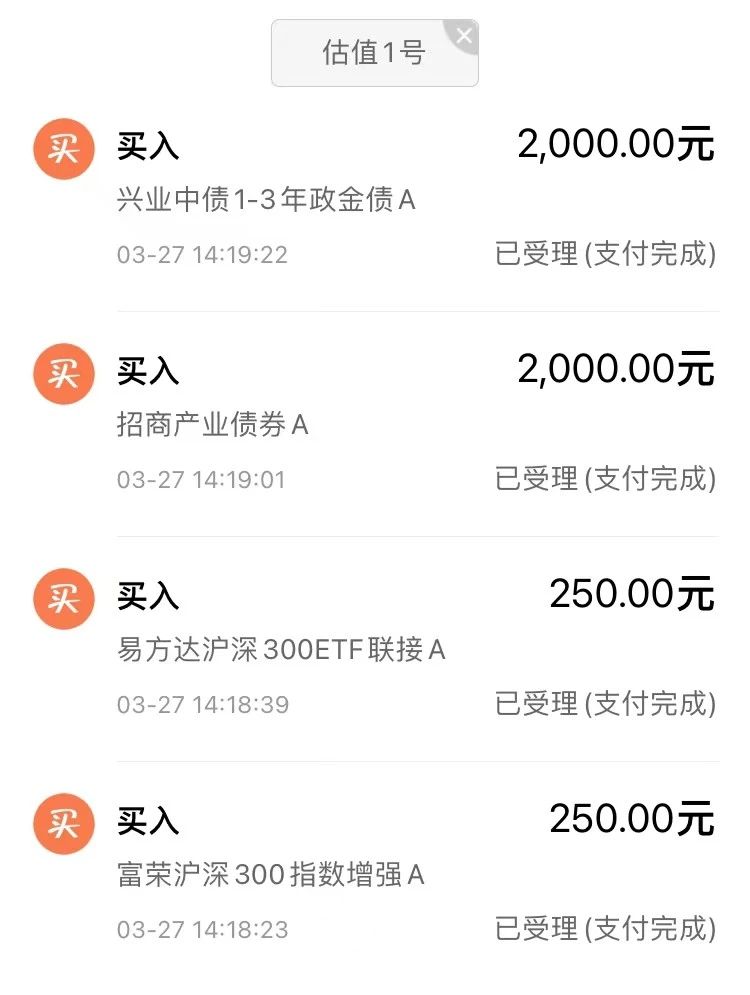 估值1号
买 买入 2,000.00元
兴业中债1-3年政金债A
03-27 14:19:22 已受理(支付完成)
买 买入 2,000.00元
招商产业债券A
03-27 14:19:01 已受理(支付完成)
买 买入 250.00元
易方达沪深300ETF联接A
03-27 14:18:39 已受理(支付完成)
买 买入 250.00元
富荣沪深300指数增强A
03-27 14:18:23 已受理(支付完成)